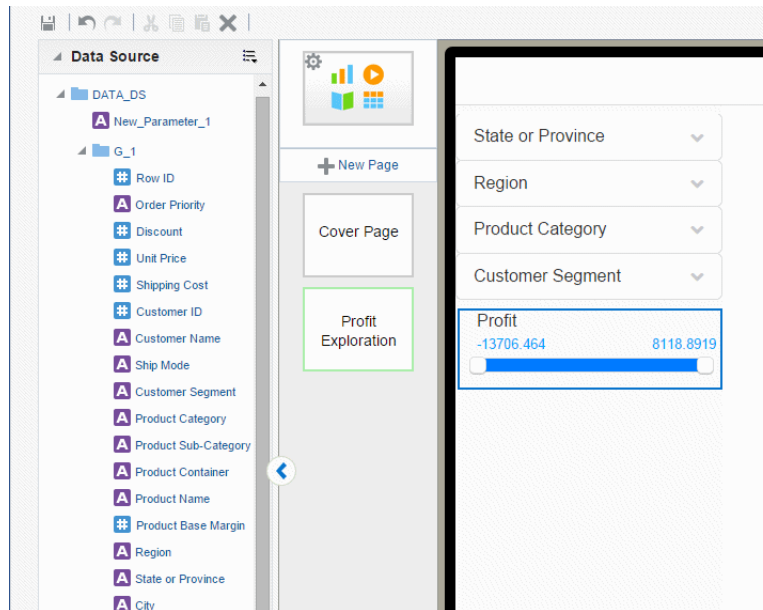 Data Source
DATA_DS
New_Parameter_1
G_1
Row ID
Order Priority
Discount
Unit Price
Shipping Cost
Customer ID
Customer Name
Ship Mode
Customer Segment
Product Category
Product Sub-Category
Product Container
Product Name
Product Base Margin
Region
State or Province
City
New Page
Cover Page
Profit
Exploration
State or Province
Region
Product Category
Customer Segment
Profit
-13706.464 8118.8919